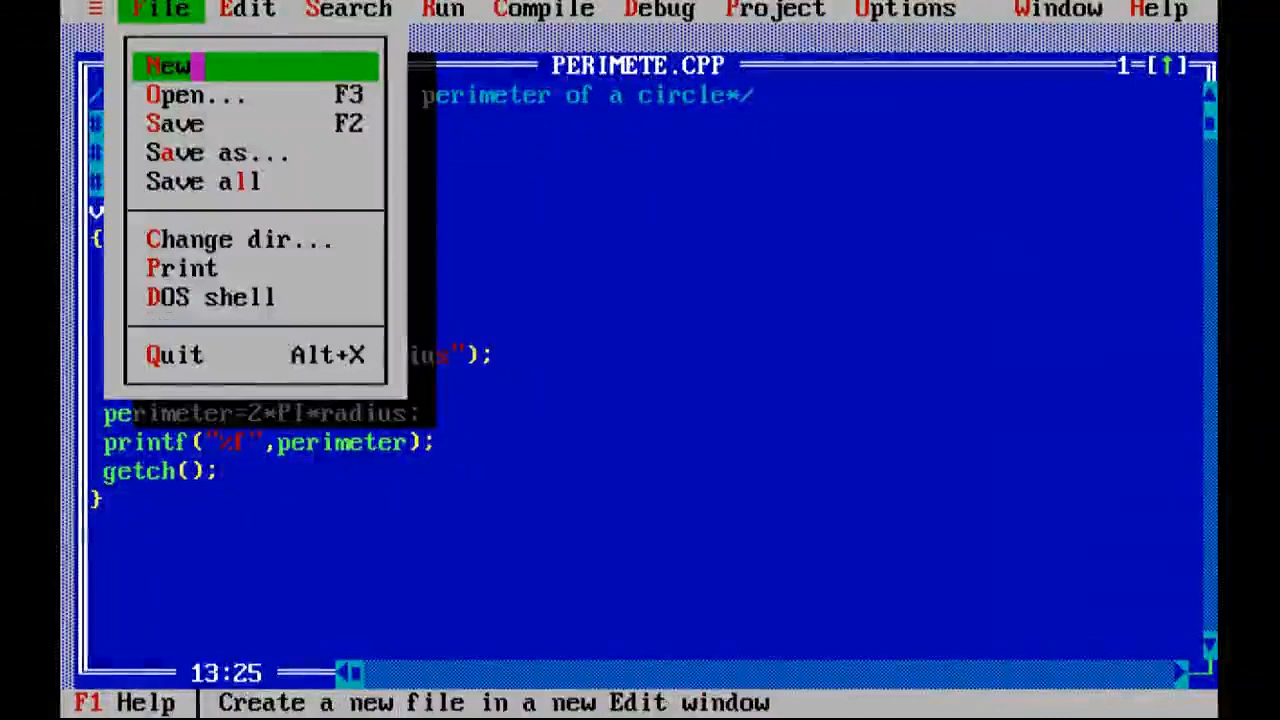 ≡ File Edit Search Run Compile Debug Project Options Window Help
PERIMETE.CPP 1=[↑]
New
/ perimeter of a circle*/
Open... F3
# Save F2
# Save as...
# Save all
{ Change dir...
Print
DOS shell
Quit Alt+X ius");
perimeter=2*PI*radius;
printf("%f",perimeter);
getch();
}
13:25
F1 Help Create a new file in a new Edit window